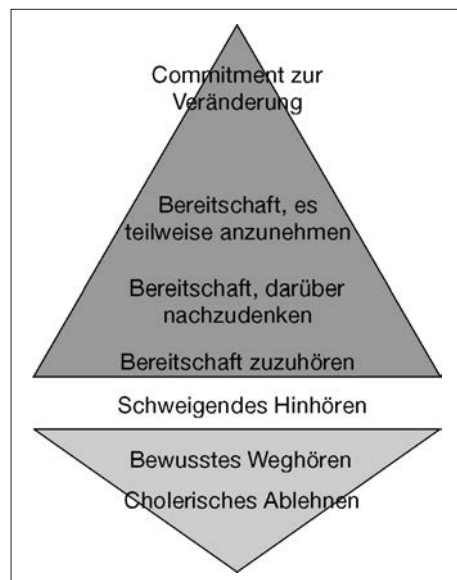 Commitment zur
Veränderung
Bereitschaft, es
teilweise anzunehmen
Bereitschaft, darüber
nachzudenken
Bereitschaft zuzuhören
Schweigendes Hinhören
Bewusstes Weghören
Cholerisches Ablehnen